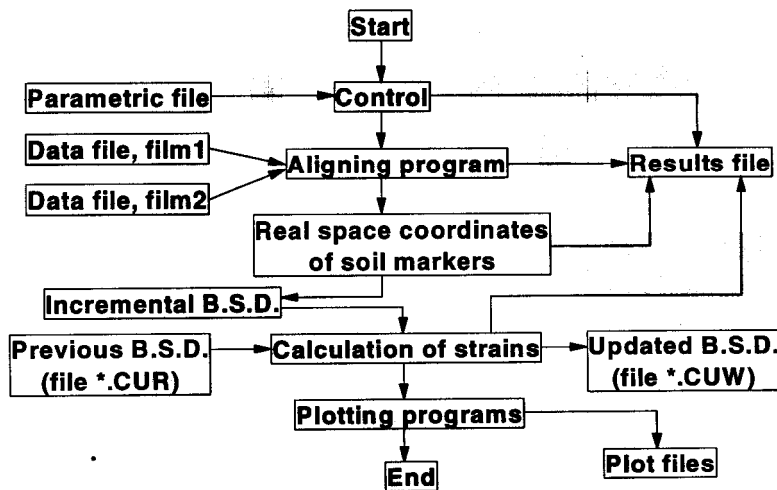 Start
Parametric file
Control
Data file, film1
Aligning program
Results file
Data file, film2
Real space coordinates
of soil markers
Incremental B.S.D.
Previous B.S.D.
(file *.CUR)
Calculation of strains
Updated B.S.D.
(file *.CUW)
Plotting programs
End
Plot files